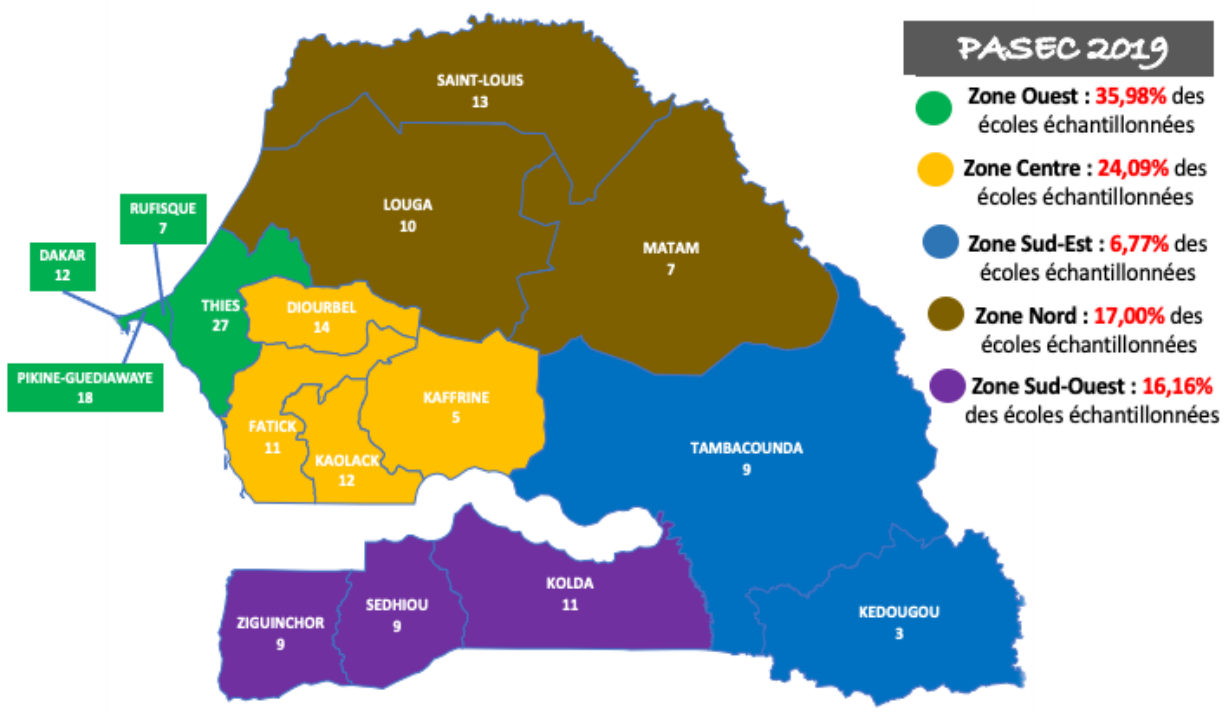 PASEC 2019
Zone Ouest : 35,98% des
écoles échantillonnées
Zone Centre : 24,09% des
écoles échantillonnées
Zone Sud-Est : 6,77% des
écoles échantillonnées
Zone Nord : 17,00% des
écoles échantillonnées
Zone Sud-Ouest : 16,16%
des écoles échantillonnées
SAINT-LOUIS
13
LOUGA
10
MATAM
7
RUFISQUE
7
DAKAR
12
THIES
27
PIKINE-GUEDIAWAYE
18
DIOURBEL
14
FATICK
11
KAOLACK
12
KAFFRINE
5
TAMBACOUNDA
9
KEDOUGOU
3
ZIGUINCHOR
9
SEDHIOU
9
KOLDA
11